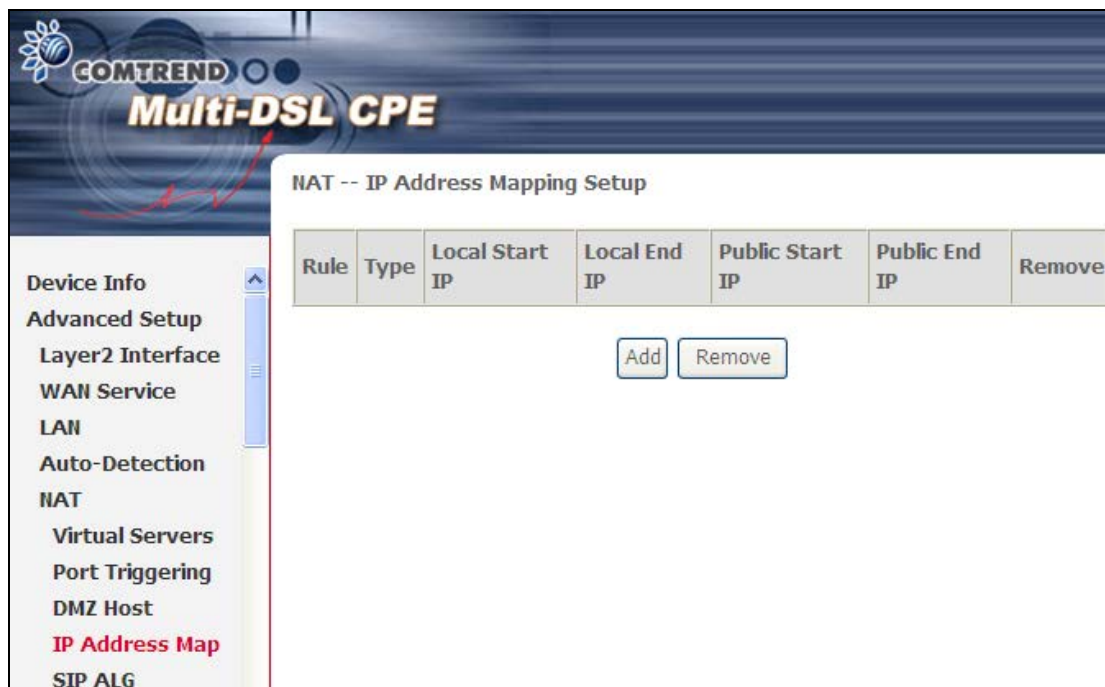 COMTREND
Multi-DSL CPE
NAT -- IP Address Mapping Setup
Rule Type Local Start IP Local End IP Public Start IP Public End IP Remove
Add Remove
Device Info
Advanced Setup
Layer2 Interface
WAN Service
LAN
Auto-Detection
NAT
Virtual Servers
Port Triggering
DMZ Host
IP Address Map
SIP ALG